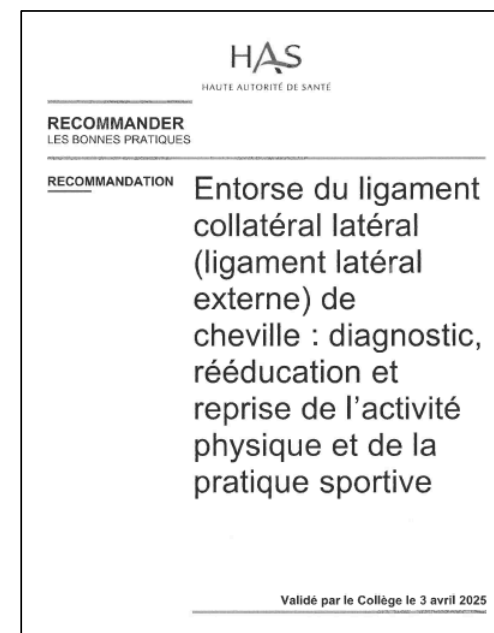 HAS
HAUTE AUTORITÉ DE SANTÉ
RECOMMANDER
LES BONNES PRATIQUES
RECOMMANDATION
Entorse du ligament
collatéral latéral
(ligament latéral
externe) de
cheville : diagnostic,
rééducation et
reprise de l'activité
physique et de la
pratique sportive
Validé par le Collège le 3 avril 2025